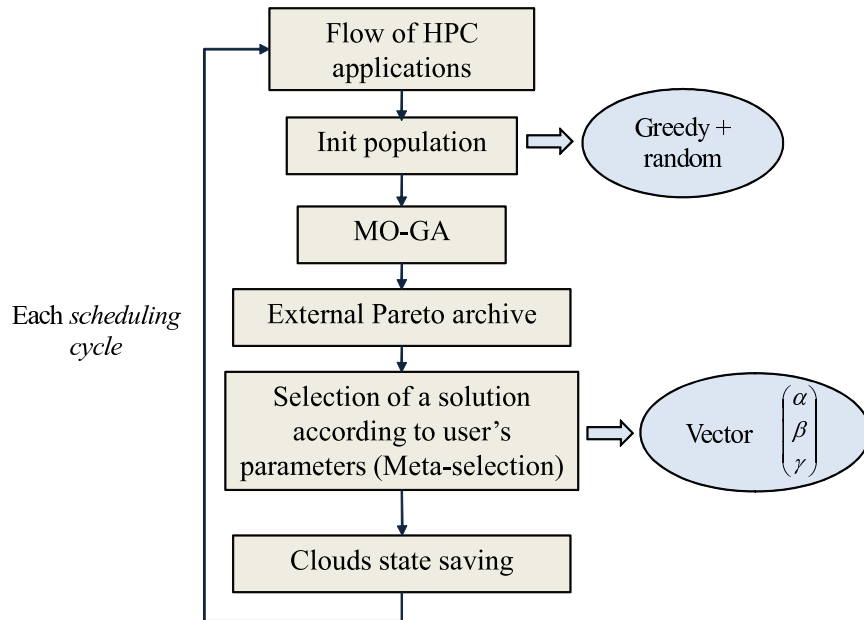 Flow of HPC
applications
Init population
Greedy +
random
MO-GA
Each scheduling
cycle
External Pareto archive
Selection of a solution
according to user's
parameters (Meta-selection)
Vector
α
β
γ
Clouds state saving